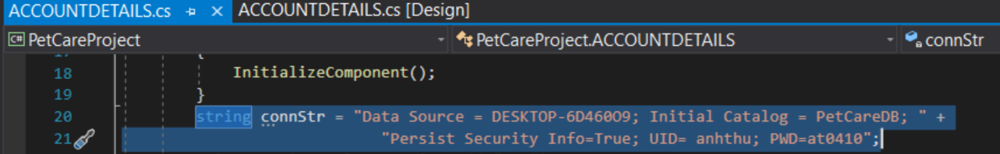 ACCOUNTDETAILS.cs ACCOUNTDETAILS.cs [Design]
C# PetCareProject PetCareProject.ACCOUNTDETAILS connStr
17 {
18 InitializeComponent();
19 }
20 string connStr = "Data Source = DESKTOP-6D460O9; Initial Catalog = PetCareDB; " +
21 "Persist Security Info=True; UID= anhthu; PWD=at0410";